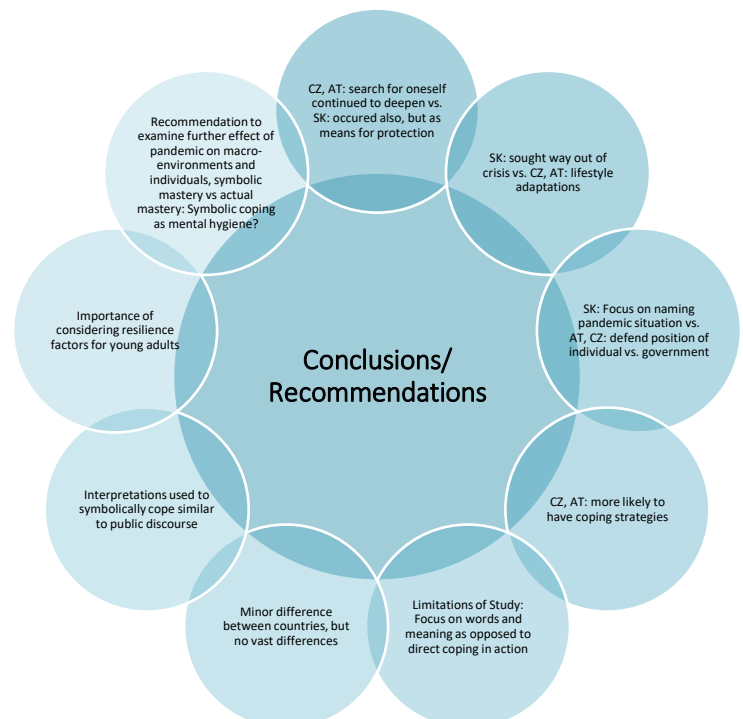 Conclusions/
Recommendations
CZ, AT: search for oneself
continued to deepen vs.
SK: occured also, but as
means for protection
SK: sought way out of
crisis vs. CZ, AT: lifestyle
adaptations
SK: Focus on naming
pandemic situation vs.
AT, CZ: defend position of
individual vs. government
CZ, AT: more likely to
have coping strategies
Limitations of Study:
Focus on words and
meaning as opposed to
direct coping in action
Minor difference
between countries, but
no vast differences
Interpretations used to
symbolically cope similar
to public discourse
Importance of
considering resilience
factors for young adults
Recommendation to
examine further effect of
pandemic on macro-
environments and
individuals, symbolic
mastery vs actual
mastery: Symbolic coping
as mental hygiene?